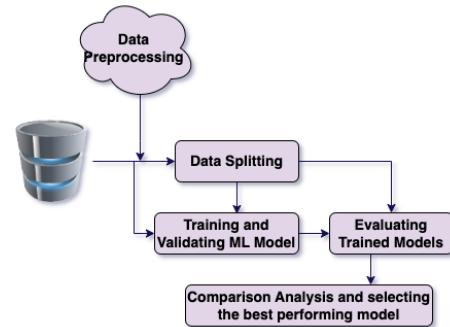 Data
Preprocessing
Data Splitting
Training and
Validating ML Model
Evaluating
Trained Models
Comparison Analysis and selecting
the best performing model